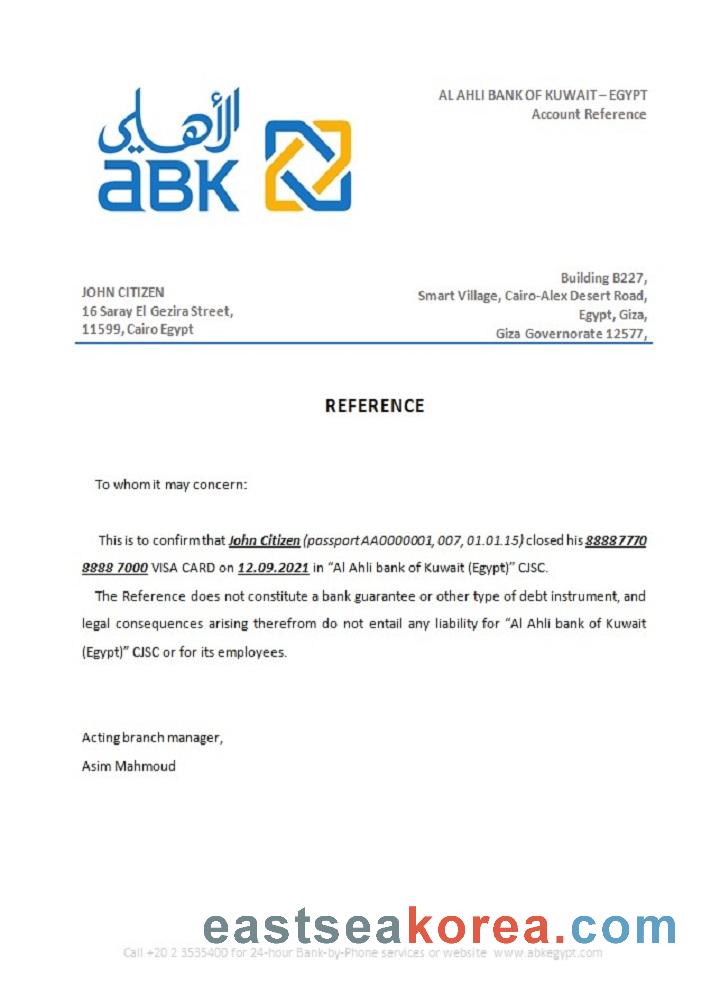 الأهلي
ABK
AL AHLI BANK OF KUWAIT – EGYPT
Account Reference
JOHN CITIZEN
16 Saray El Gezira Street,
11599, Cairo Egypt
Building B227,
Smart Village, Cairo-Alex Desert Road,
Egypt, Giza,
Giza Governorate 12577,
REFERENCE
To whom it may concern:
This is to confirm that John Citizen (passport AA0000001, 007, 01.01.15) closed his 8888 7770
8888 7000 VISA CARD on 12.09.2021 in “Al Ahli bank of Kuwait (Egypt)” CJSC.
The Reference does not constitute a bank guarantee or other type of debt instrument, and
legal consequences arising therefrom do not entail any liability for “Al Ahli bank of Kuwait
(Egypt)” CJSC or for its employees.
Acting branch manager,
Asim Mahmoud
eastseakorea.com
Call +20 2 3535400 for 24-hour Bank-by-Phone services or website www.abkegypt.com